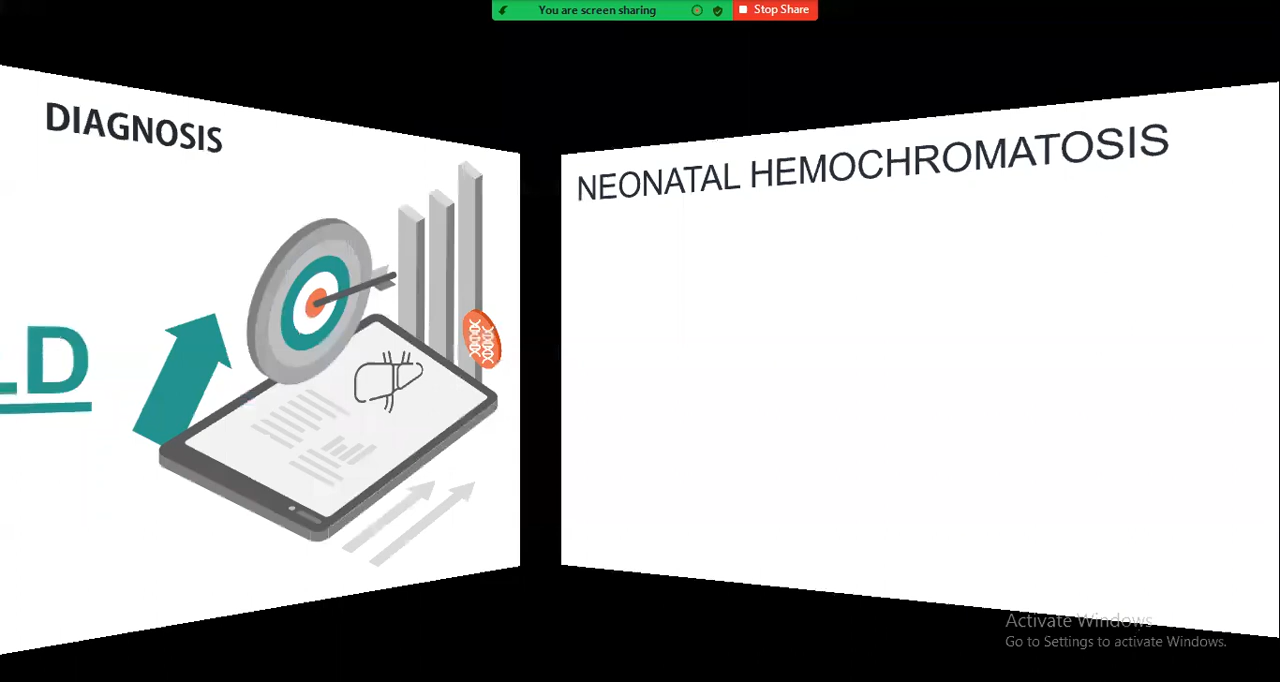 You are screen sharing
Stop Share
DIAGNOSIS
LD
NEONATAL HEMOCHROMATOSIS
Activate Windows
Go to Settings to activate Windows.